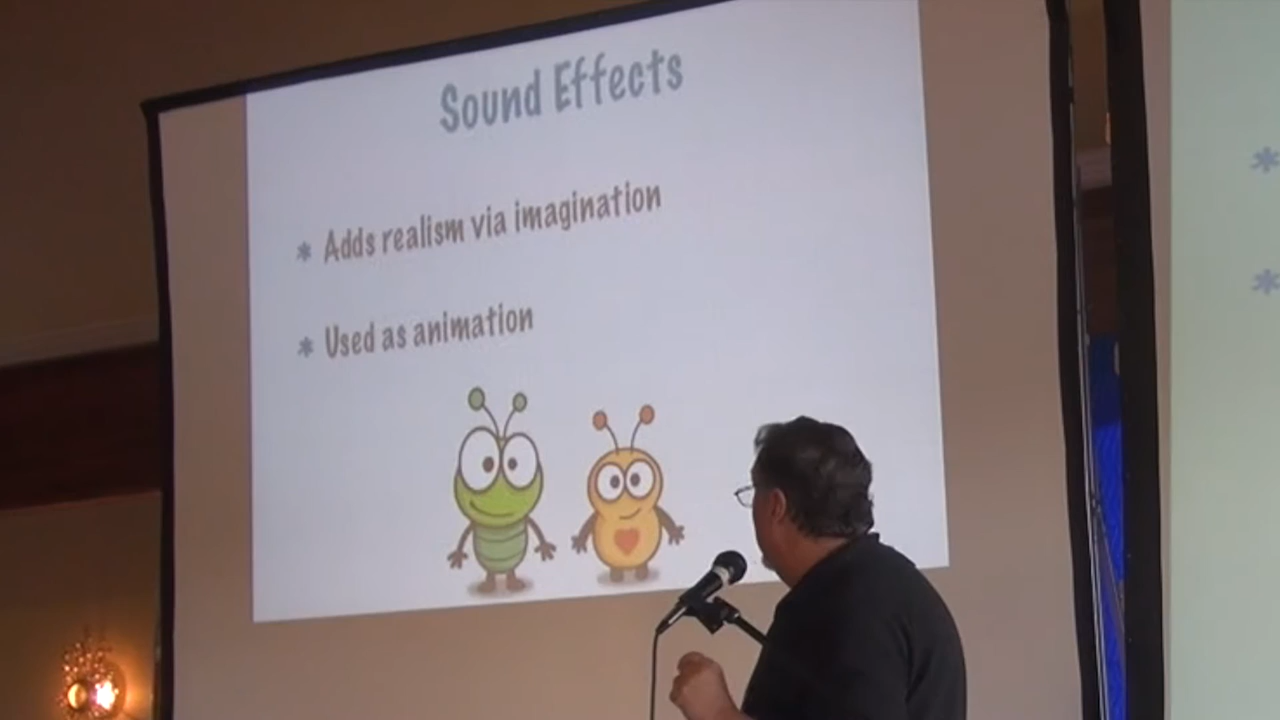 Sound Effects
* Adds realism via imagination
* Used as animation
*
*